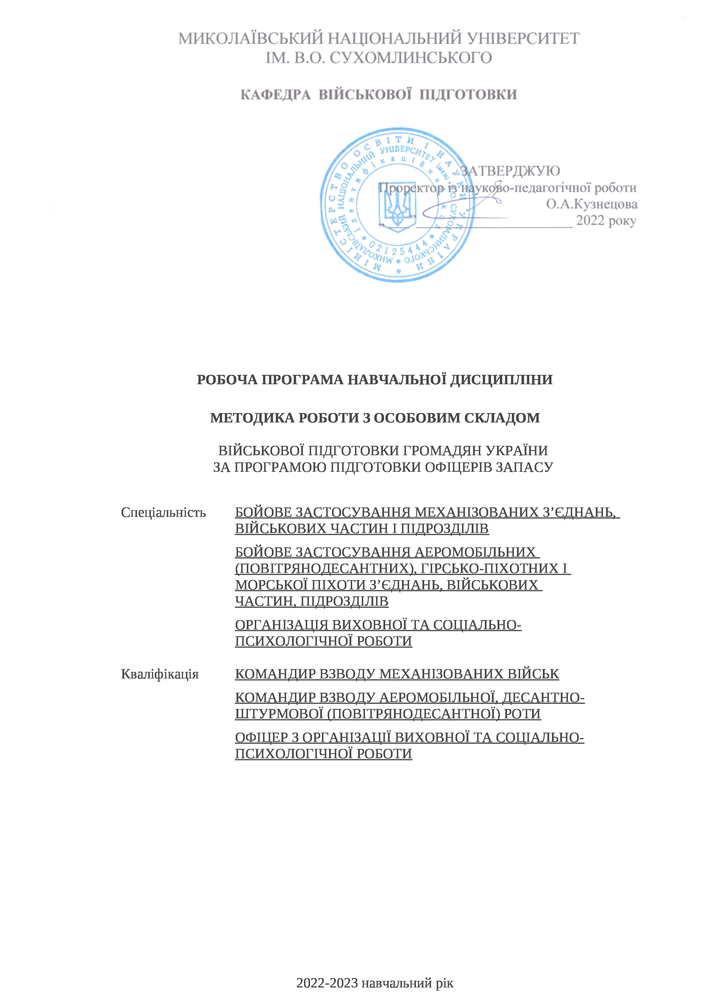 МИКОЛАЇВСЬКИЙ НАЦІОНАЛЬНИЙ УНІВЕРСИТЕТ
ІМ. В.О. СУХОМЛИНСЬКОГО
КАФЕДРА ВІЙСЬКОВОЇ ПІДГОТОВКИ
МІНІСТЕРСТВО ОСВІТИ І НАУКИ УКРАЇНИ *
МИКОЛАЇВСЬКИЙ НАЦІОНАЛЬНИЙ УНІВЕРСИТЕТ імені В.О. СУХОМЛИНСЬКОГО *
Ідентифікаційний код
* 02125444 *
ЗАТВЕРДЖУЮ
Проректор із науково-педагогічної роботи
О.А.Кузнецова
„___”______________________ 2022 року
РОБОЧА ПРОГРАМА НАВЧАЛЬНОЇ ДИСЦИПЛІНИ
МЕТОДИКА РОБОТИ З ОСОБОВИМ СКЛАДОМ
ВІЙСЬКОВОЇ ПІДГОТОВКИ ГРОМАДЯН УКРАЇНИ
ЗА ПРОГРАМОЮ ПІДГОТОВКИ ОФІЦЕРІВ ЗАПАСУ
Спеціальність БОЙОВЕ ЗАСТОСУВАННЯ МЕХАНІЗОВАНИХ З’ЄДНАНЬ,
ВІЙСЬКОВИХ ЧАСТИН І ПІДРОЗДІЛІВ
БОЙОВЕ ЗАСТОСУВАННЯ АЕРОМОБІЛЬНИХ
(ПОВІТРЯНОДЕСАНТНИХ), ГІРСЬКО-ПІХОТНИХ І
МОРСЬКОЇ ПІХОТИ З’ЄДНАНЬ, ВІЙСЬКОВИХ
ЧАСТИН, ПІДРОЗДІЛІВ
ОРГАНІЗАЦІЯ ВИХОВНОЇ ТА СОЦІАЛЬНО-
ПСИХОЛОГІЧНОЇ РОБОТИ
Кваліфікація КОМАНДИР ВЗВОДУ МЕХАНІЗОВАНИХ ВІЙСЬК
КОМАНДИР ВЗВОДУ АЕРОМОБІЛЬНОЇ, ДЕСАНТНО-
ШТУРМОВОЇ (ПОВІТРЯНОДЕСАНТНОЇ) РОТИ
ОФІЦЕР З ОРГАНІЗАЦІЇ ВИХОВНОЇ ТА СОЦІАЛЬНО-
ПСИХОЛОГІЧНОЇ РОБОТИ
2022-2023 навчальний рік